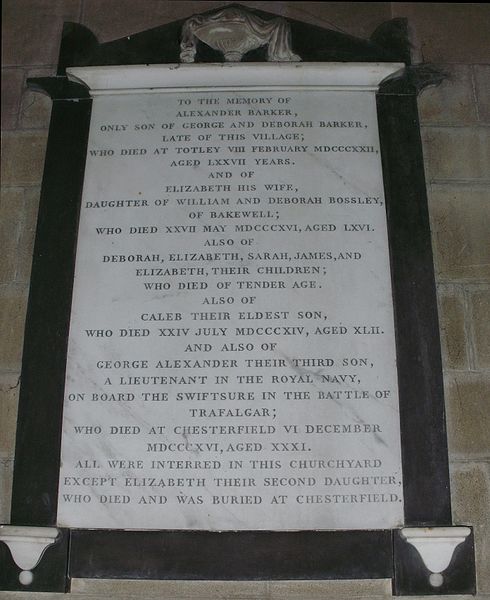 TO THE MEMORY OF
ALEXANDER BARKER,
ONLY SON OF GEORGE AND DEBORAH BARKER,
LATE OF THIS VILLAGE;
WHO DIED AT TOTLEY VIII FEBRUARY MDCCCXXII,
AGED LXXVII YEARS.
AND OF
ELIZABETH HIS WIFE,
DAUGHTER OF WILLIAM AND DEBORAH BOSSLEY,
OF BAKEWELL;
WHO DIED XXVII MAY MDCCCXVI, AGED LXVI.
ALSO OF
DEBORAH, ELIZABETH, SARAH, JAMES, AND
ELIZABETH, THEIR CHILDREN;
WHO DIED OF TENDER AGE.
ALSO OF
CALEB THEIR ELDEST SON,
WHO DIED XXIV JULY MDCCCXIV, AGED XLII.
AND ALSO OF
GEORGE ALEXANDER THEIR THIRD SON,
A LIEUTENANT IN THE ROYAL NAVY,
ON BOARD THE SWIFTSURE IN THE BATTLE OF
TRAFALGAR;
WHO DIED AT CHESTERFIELD VI DECEMBER
MDCCCXVI, AGED XXXI.
ALL WERE INTERRED IN THIS CHURCHYARD
EXCEPT ELIZABETH THEIR SECOND DAUGHTER,
WHO DIED AND WAS BURIED AT CHESTERFIELD.